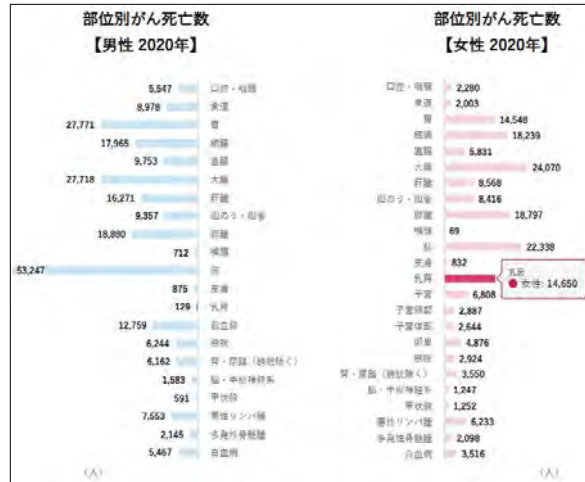 部位別がん死亡数
【男性 2020年】
5,547 口腔・咽頭
8,978 食道
27,771 胃
17,965 結腸
9,753 直腸
27,718 大腸
16,271 肝臓
9,357 胆のう・胆管
18,880 膵臓
712 喉頭
53,247 肺
875 皮膚
129 乳房
12,759 前立腺
6,244 膀胱
6,162 腎・尿路（膀胱除く）
1,583 脳・中枢神経系
591 甲状腺
7,553 悪性リンパ腫
2,145 多発性骨髄腫
5,467 白血病
（人）
部位別がん死亡数
【女性 2020年】
口腔・咽頭 2,280
食道 2,003
胃 14,548
結腸 18,239
直腸 5,831
大腸 24,070
肝臓 8,568
胆のう・胆管 8,416
膵臓 18,797
喉頭 69
肺 22,338
皮膚 832
乳房
乳房
女性: 14,650
子宮 6,808
子宮頸部 2,887
子宮体部 2,644
卵巣 4,876
膀胱 2,924
腎・尿路（膀胱除く） 3,550
脳・中枢神経系 1,247
甲状腺 1,252
悪性リンパ腫 6,233
多発性骨髄腫 2,098
白血病 3,516
（人）